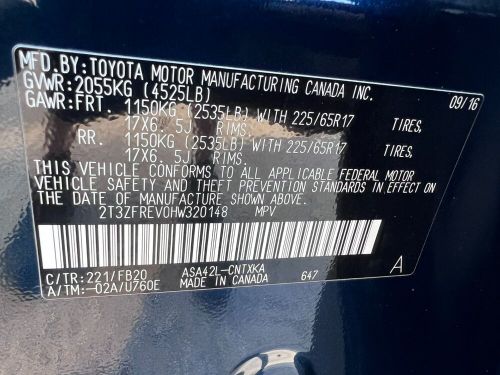 MFD. BY: TOYOTA MOTOR MANUFACTURING CANADA INC.
GVWR: 2055KG (4525LB) 09/16
GAWR: FRT. 1150KG (2535LB) WITH 225/65R17 TIRES,
17X6. 5J RIMS.
RR. 1150KG (2535LB) WITH 225/65R17 TIRES,
17X6. 5J RIMS.
THIS VEHICLE CONFORMS TO ALL APPLICABLE FEDERAL MOTOR
VEHICLE SAFETY AND THEFT PREVENTION STANDARDS IN EFFECT ON
THE DATE OF MANUFACTURE SHOWN ABOVE.
2T3ZFREV0HW320148 MPV
C/TR: 221/FB20 ASA42L-CNTXKA 647 A
A/TM: -02A/U760E MADE IN CANADA